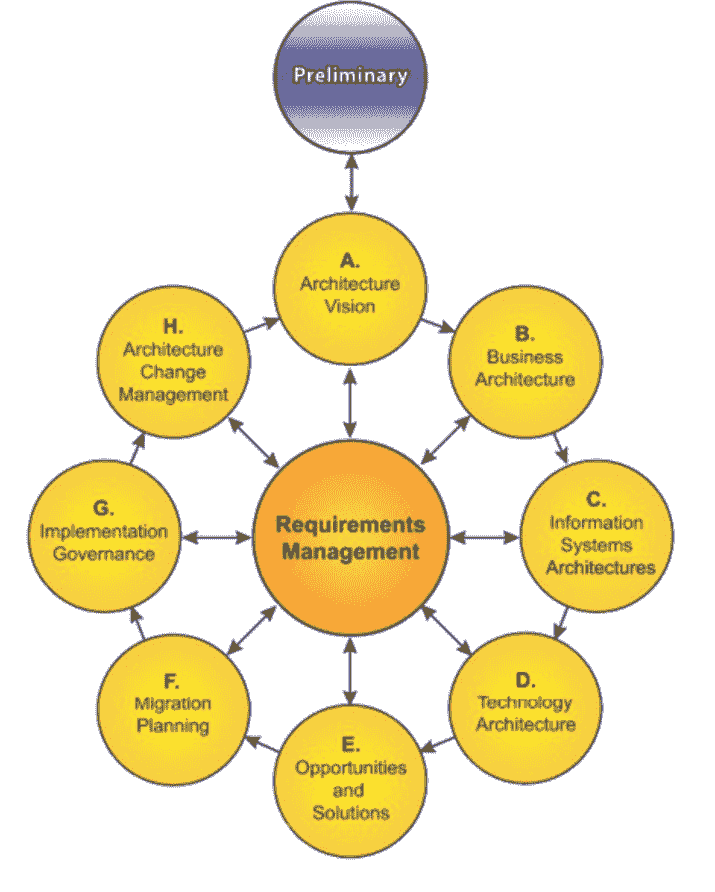 Preliminary
A.
Architecture
Vision
B.
Business
Architecture
C.
Information
Systems
Architectures
D.
Technology
Architecture
E.
Opportunities
and
Solutions
F.
Migration
Planning
G.
Implementation
Governance
H.
Architecture
Change
Management
Requirements
Management